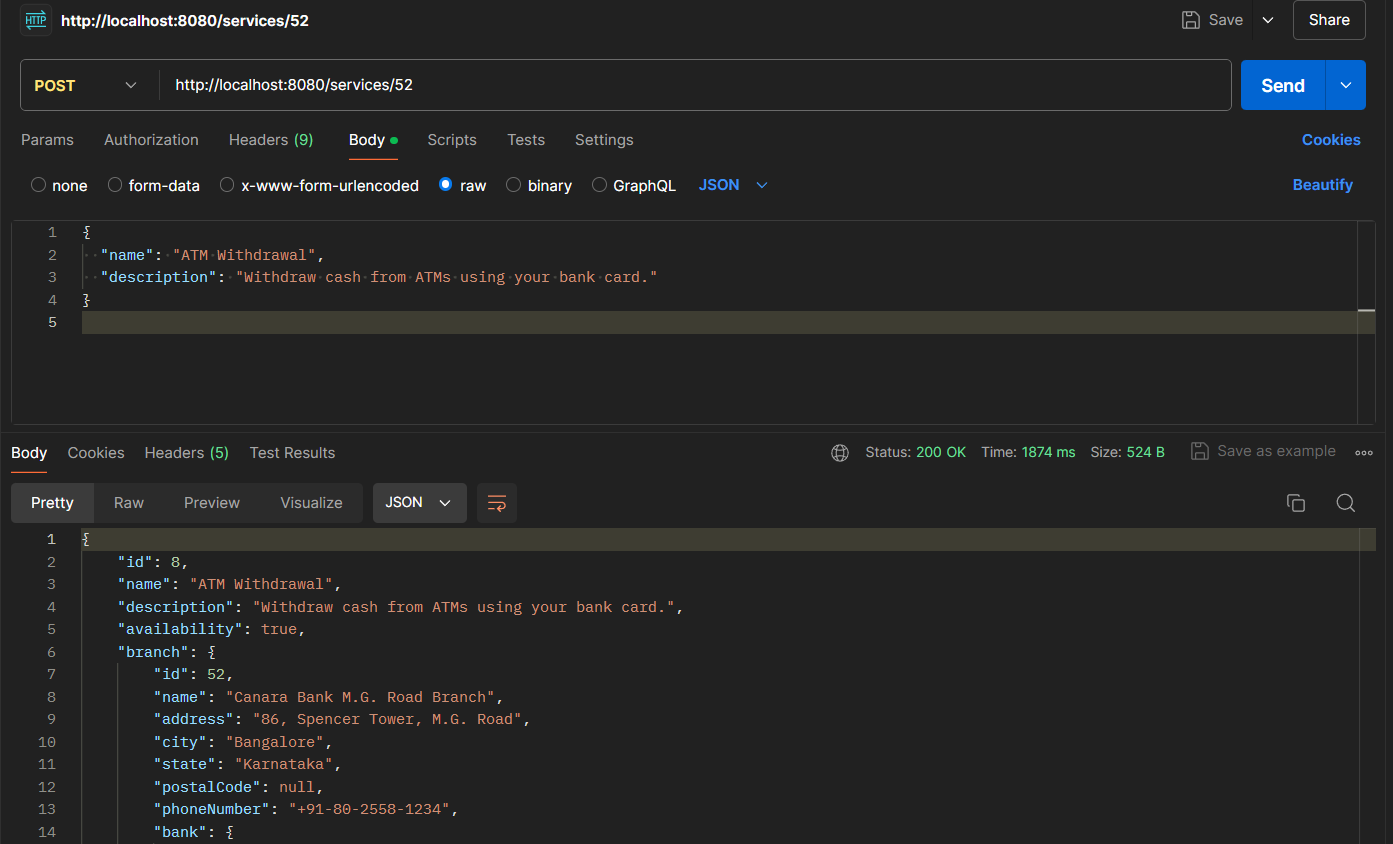 HTTP http://localhost:8080/services/52 Save Share
POST http://localhost:8080/services/52 Send
Params Authorization Headers (9) Body Scripts Tests Settings Cookies
none form-data x-www-form-urlencoded raw binary GraphQL JSON Beautify
1 {
2 "name": "ATM Withdrawal",
3 "description": "Withdraw cash from ATMs using your bank card."
4 }
5
Body Cookies Headers (5) Test Results Status: 200 OK Time: 1874 ms Size: 524 B Save as example
Pretty Raw Preview Visualize JSON
1 {
2 "id": 8,
3 "name": "ATM Withdrawal",
4 "description": "Withdraw cash from ATMs using your bank card.",
5 "availability": true,
6 "branch": {
7 "id": 52,
8 "name": "Canara Bank M.G. Road Branch",
9 "address": "86, Spencer Tower, M.G. Road",
10 "city": "Bangalore",
11 "state": "Karnataka",
12 "postalCode": null,
13 "phoneNumber": "+91-80-2558-1234",
14 "bank": {